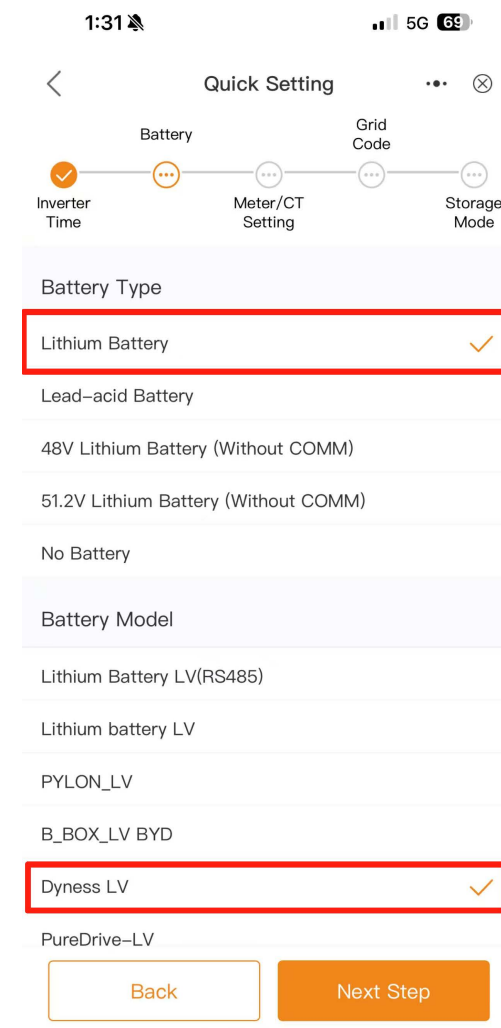 1:31
5G 69
Quick Setting
Battery
Grid
Code
Inverter
Time
Meter/CT
Setting
Storage
Mode
Battery Type
Lithium Battery
Lead-acid Battery
48V Lithium Battery (Without COMM)
51.2V Lithium Battery (Without COMM)
No Battery
Battery Model
Lithium Battery LV(RS485)
Lithium battery LV
PYLON_LV
B_BOX_LV BYD
Dyness LV
PureDrive-LV
Back
Next Step